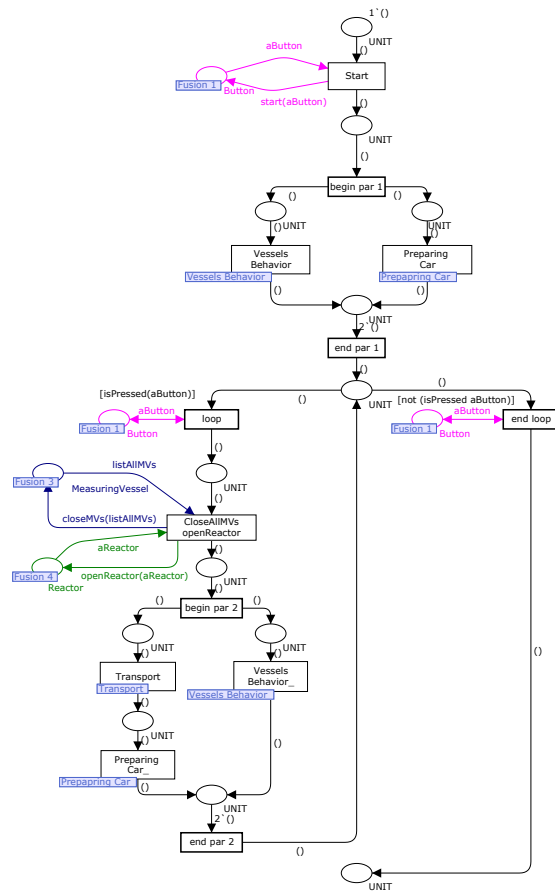 1`()
UNIT
()
aButton
Start
Fusion 1
Button
start(aButton)
()
UNIT
()
begin par 1
()
()
UNIT
UNIT
()
()
Vessels
Behavior
Vessels Behavior
Preparing
Car
Prepapring Car
()
()
UNIT
2`()
end par 1
()
()
()
UNIT
[isPressed(aButton)]
[not (isPressed aButton)]
aButton
loop
Fusion 1
Button
aButton
end loop
Fusion 1
Button
()
UNIT
listAllMVs
Fusion 3
MeasuringVessel
()
closeMVs(listAllMVs)
CloseAllMVs
openReactor
aReactor
()
Fusion 4
Reactor
openReactor(aReactor)
UNIT
()
begin par 2
()
()
UNIT
UNIT
()
()
Transport
Transport
Vessels
Behavior_
Vessels Behavior
()
UNIT
()
()
()
Preparing
Car_
Prepapring Car
()
UNIT
2`()
end par 2
()
UNIT